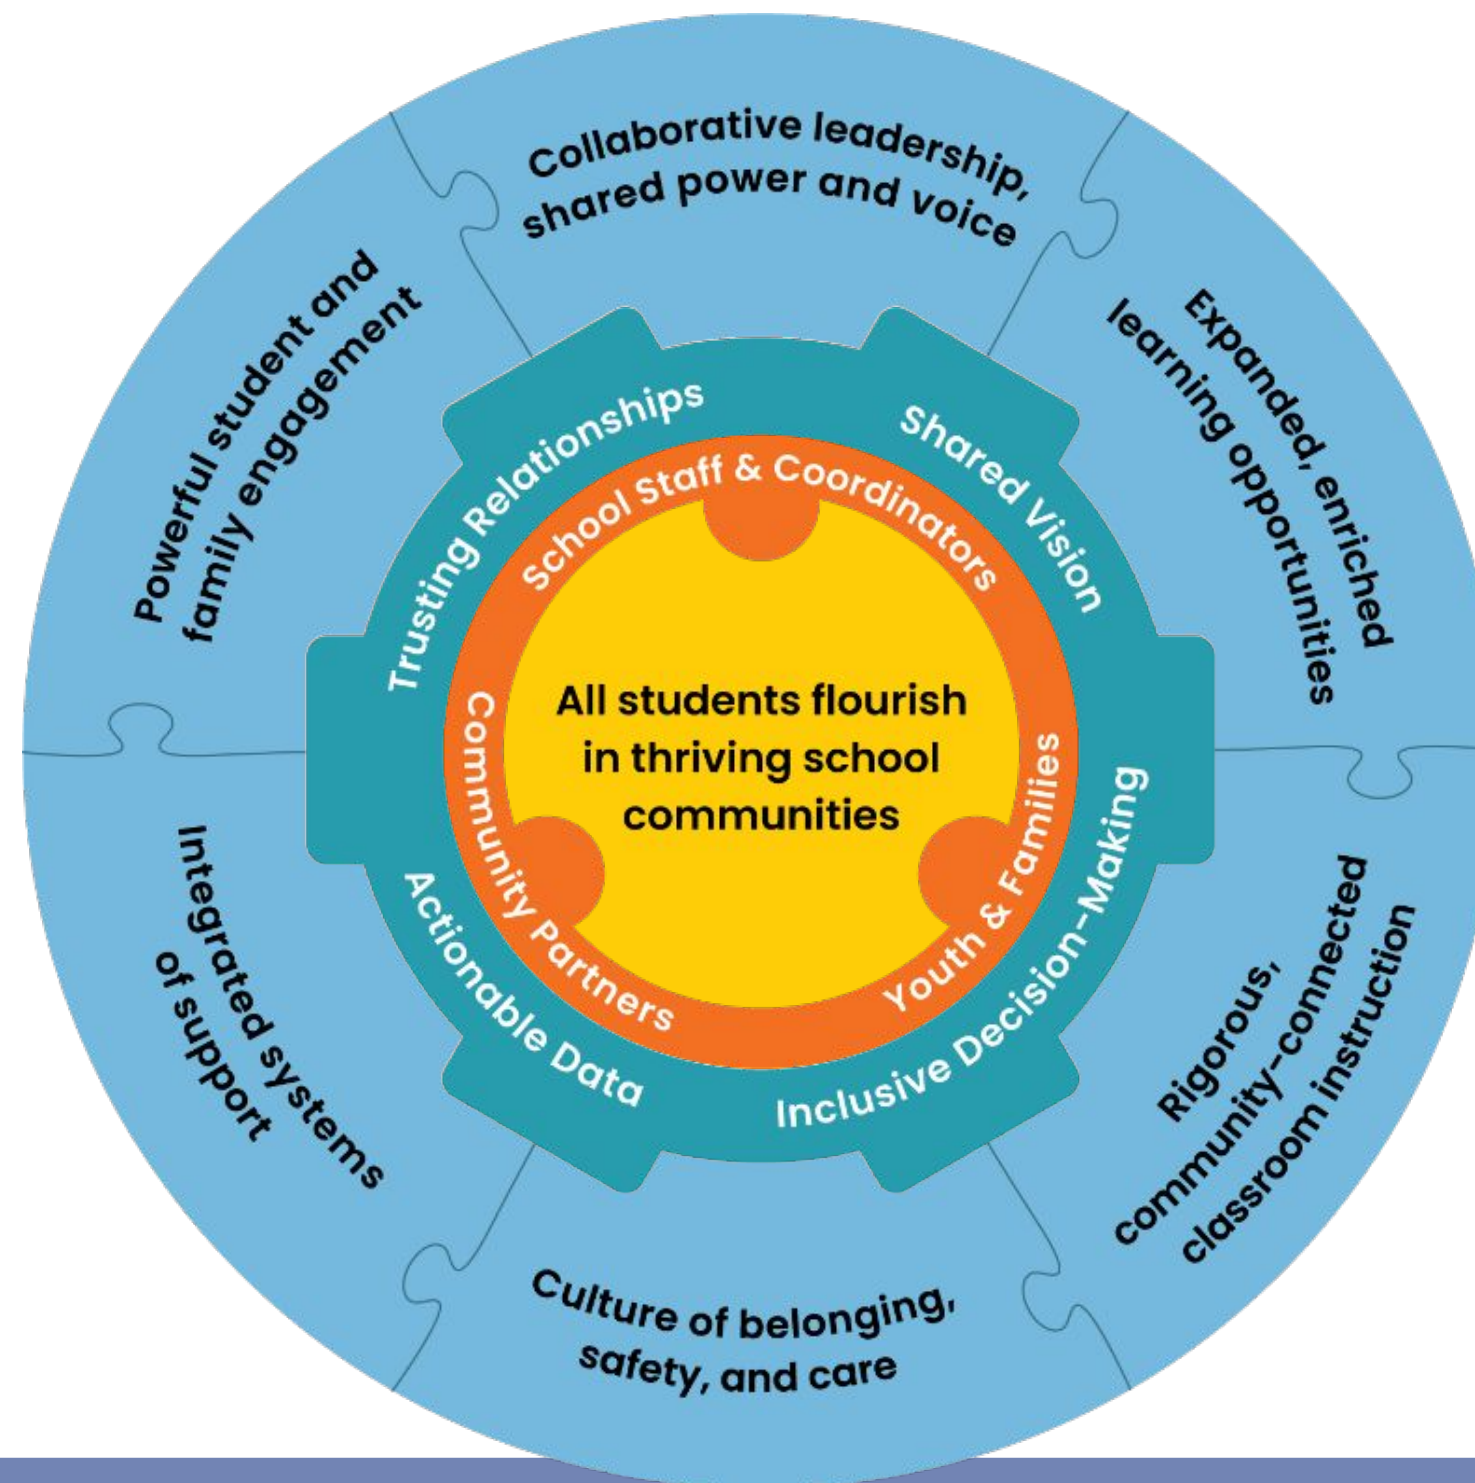 Collaborative leadership,
shared power and voice
Expanded, enriched
learning opportunities
Rigorous,
community-connected
classroom instruction
Culture of belonging,
safety, and care
Integrated systems
of support
Powerful student and
family engagement
Trusting Relationships
Shared Vision
Inclusive Decision-Making
Actionable Data
School Staff & Coordinators
Youth & Families
Community Partners
All students flourish
in thriving school
communities